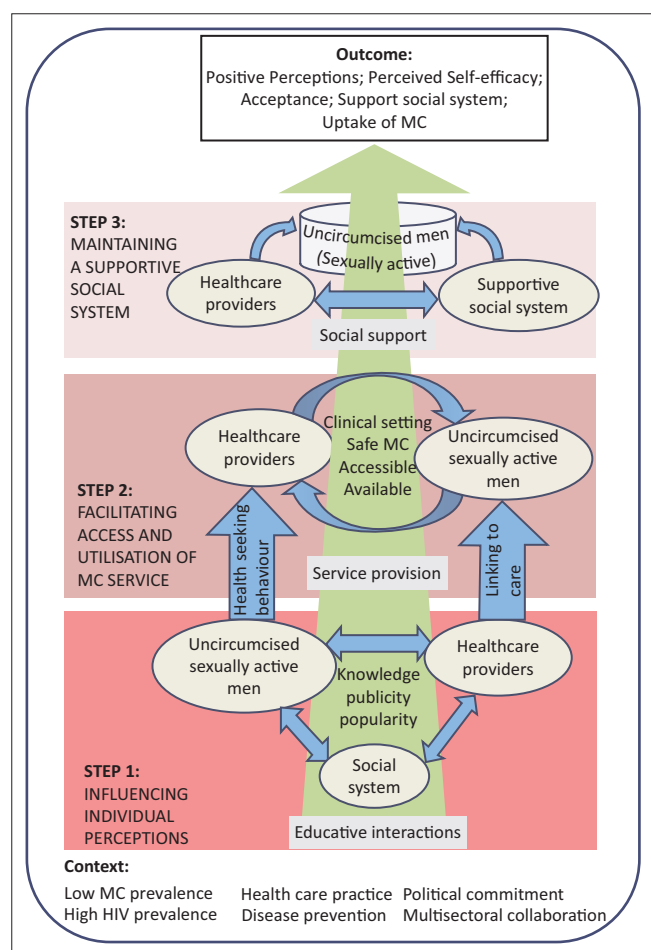 Outcome:
Positive Perceptions; Perceived Self-efficacy;
Acceptance; Support social system;
Uptake of MC
STEP 3:
MAINTAINING
A SUPPORTIVE
SOCIAL
SYSTEM
Uncircumcised men
(Sexually active)
Healthcare
providers
Supportive
social system
Social support
STEP 2:
FACILITATING
ACCESS AND
UTILISATION OF
MC SERVICE
Healthcare
providers
Clinical setting
Safe MC
Accessible
Available
Uncircumcised
sexually active
men
Health seeking
behaviour
Service provision
Linking to
care
STEP 1:
INFLUENCING
INDIVIDUAL
PERCEPTIONS
Uncircumcised
sexually active
men
Healthcare
providers
Knowledge
publicity
popularity
Social
system
Educative interactions
Context:
Low MC prevalence Health care practice Political commitment
High HIV prevalence Disease prevention Multisectoral collaboration